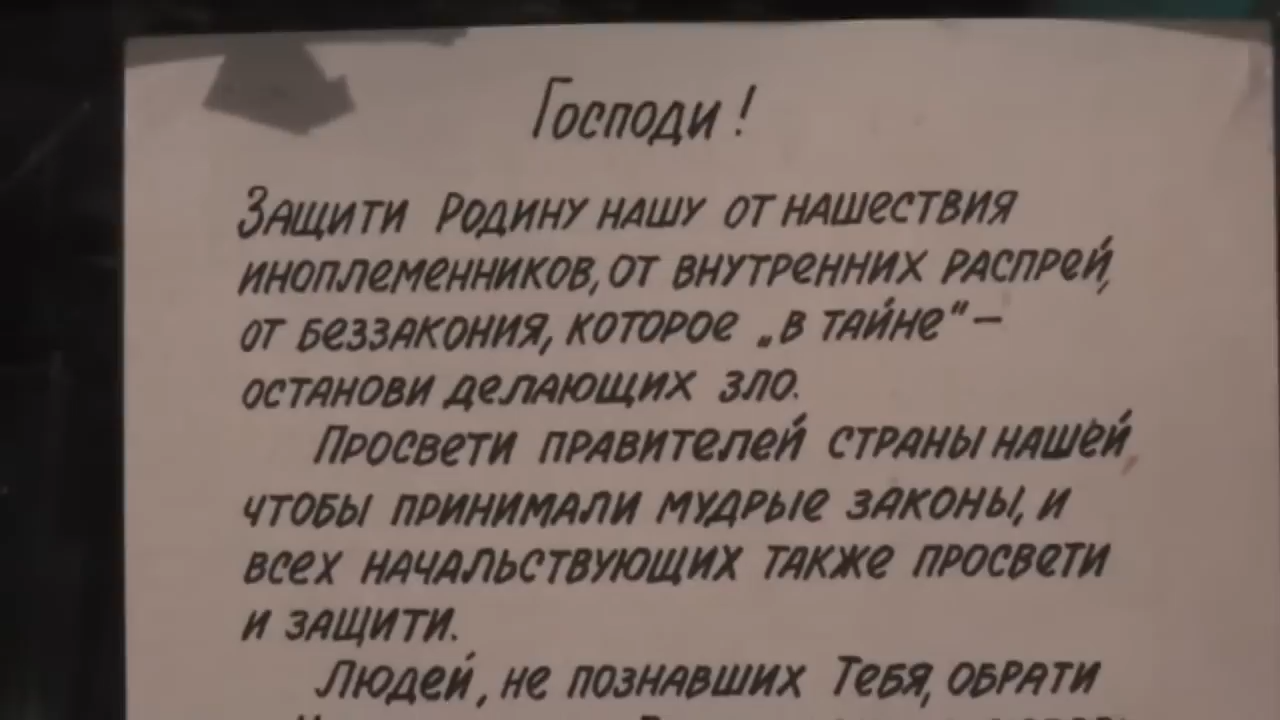 Господи!
Защити Родину нашу от нашествия
иноплеменников, от внутренних распрей,
от беззакония, которое „в тайне“ –
останови делающих зло.
Просвети правителей страны нашей,
чтобы принимали мудрые законы, и
всех начальствующих также просвети
и защити.
Людей, не познавших Тебя, обрати